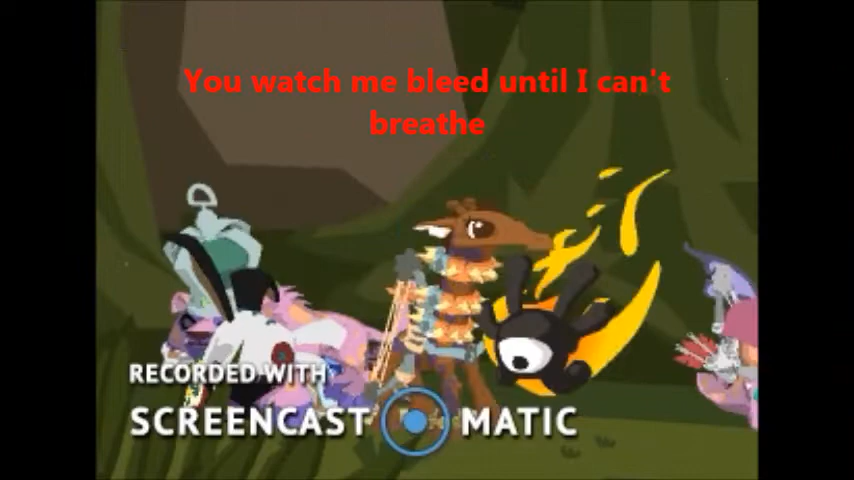 You watch me bleed until I can't
breathe
RECORDED WITH
SCREENCAST MATIC